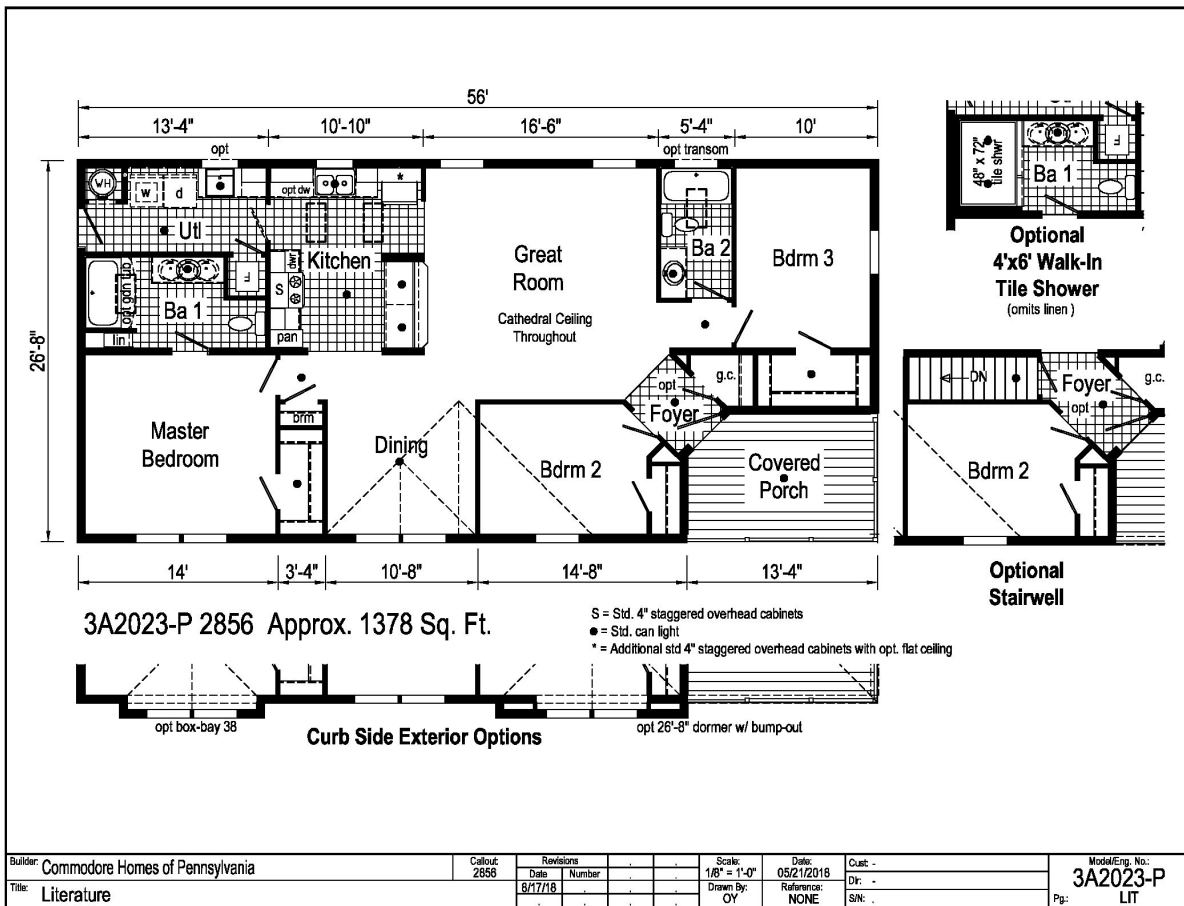 56'
13'-4" 10'-10" 16'-6" 5'-4" 10'
opt opt transom
26'-8"
WH w d opt dw *
Utl
Kitchen
Great
Room
Cathedral Ceiling
Throughout
Ba 2
Bdrm 3
opt gdn tub
Ba 1
lin
S
dwr
pan
Master
Bedroom
brm
Dining
Bdrm 2
opt
Foyer
g.c.
Covered
Porch
14' 3'-4" 10'-8" 14'-8" 13'-4"
48" x 72"
tile shwr
Ba 1
Optional
4'x6' Walk-In
Tile Shower
(omits linen )
DN
Foyer
opt
g.c.
Bdrm 2
Optional
Stairwell
3A2023-P 2856 Approx. 1378 Sq. Ft.
S = Std. 4" staggered overhead cabinets
● = Std. can light
* = Additional std 4" staggered overhead cabinets with opt. flat ceiling
opt box-bay 38
opt 26'-8" dormer w/ bump-out
Curb Side Exterior Options
Builder: Commodore Homes of Pennsylvania
Title: Literature
Callout:
2856
Revisions
Date Number
8/17/18
Scale:
1/8" = 1'-0"
Drawn By:
OY
Date:
05/21/2018
Reference:
NONE
Cust: -
Dir: -
S/N: .
Model/Eng. No.:
3A2023-P
Pg.: LIT